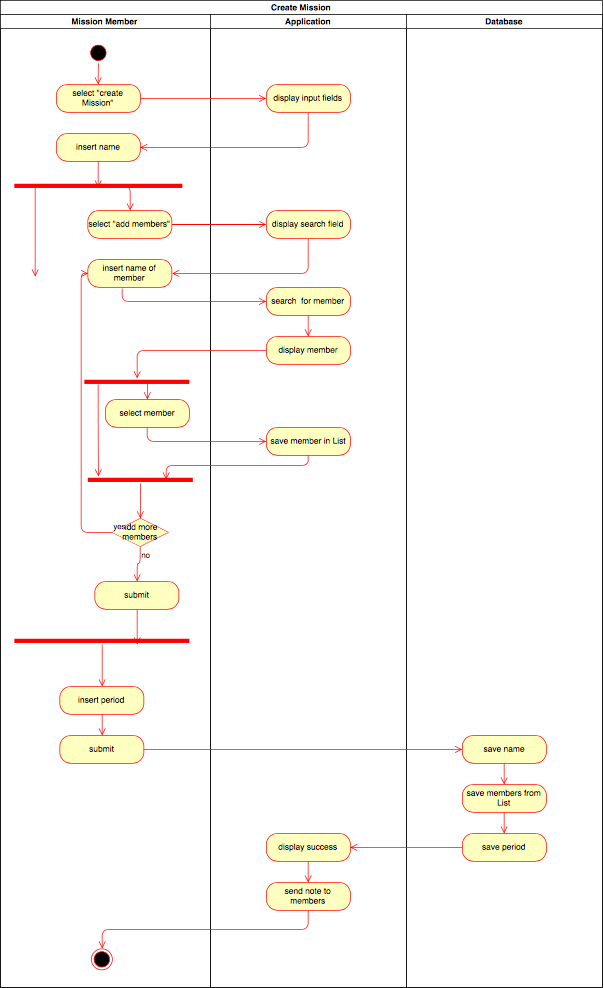 Create Mission
Mission Member
Application
Database
select "create
Mission"
display input fields
insert name
select "add members"
display search field
insert name of
member
search  for member
display member
select member
save member in List
yes
add more
members
no
submit
insert period
submit
save name
save members from
List
display success
save period
send note to
members